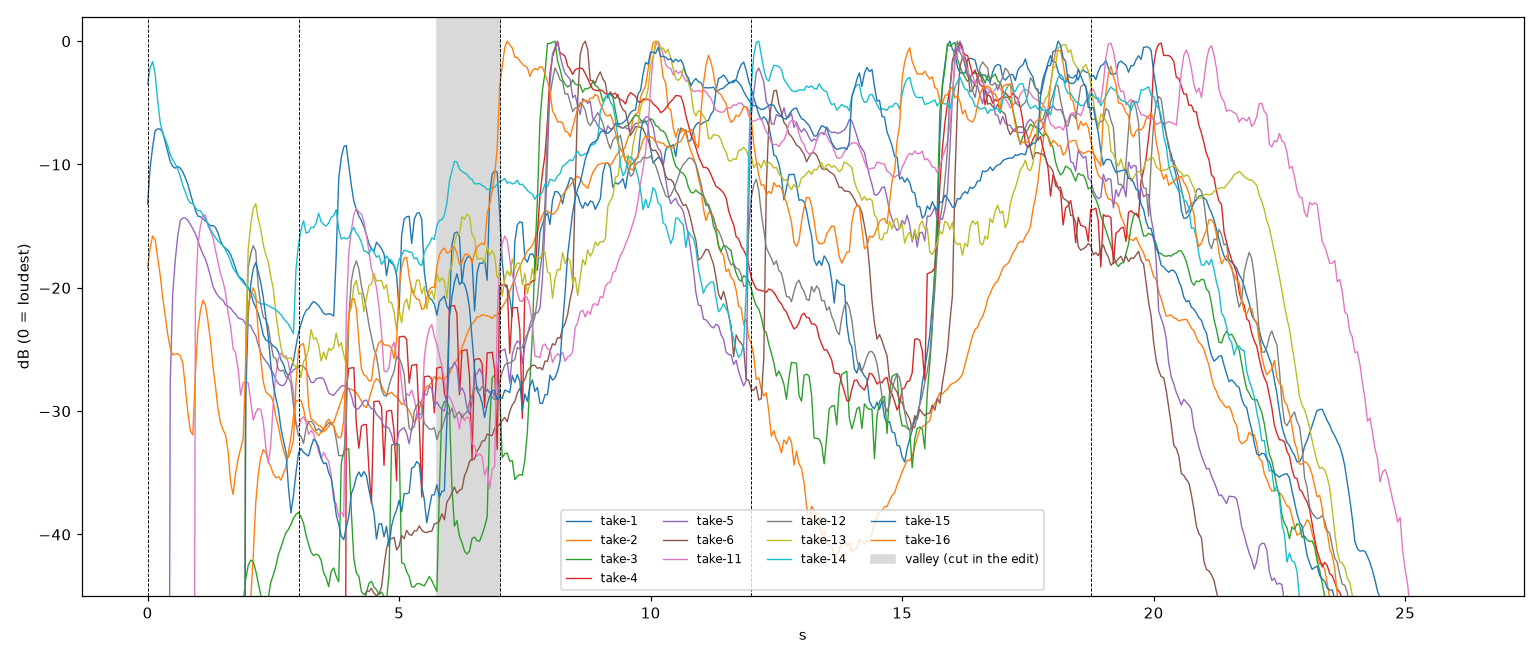 0
−10
−20
−30
−40
dB (0 = loudest)
0
5
10
15
20
25
s
take-1
take-2
take-3
take-4
take-5
take-6
take-11
take-12
take-13
take-14
take-15
take-16
valley (cut in the edit)